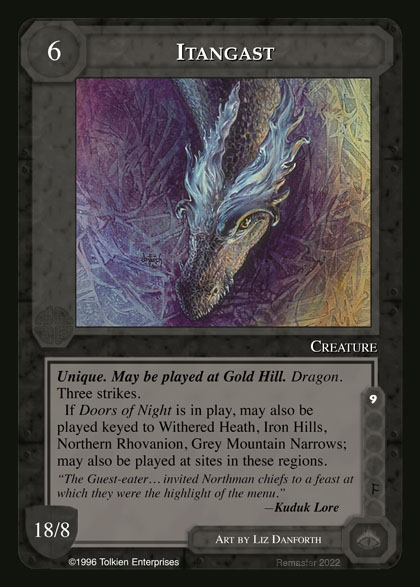 6
ITANGAST
CREATURE
Unique. May be played at Gold Hill. Dragon.
Three strikes.
If Doors of Night is in play, may also be
played keyed to Withered Heath, Iron Hills,
Northern Rhovanion, Grey Mountain Narrows;
may also be played at sites in these regions.
“The Guest-eater… invited Northman chiefs to a feast at
which they were the highlight of the menu.”
–Kuduk Lore
9
F
18/8
ART BY LIZ DANFORTH
©1996 Tolkien Enterprises
Remaster 2022